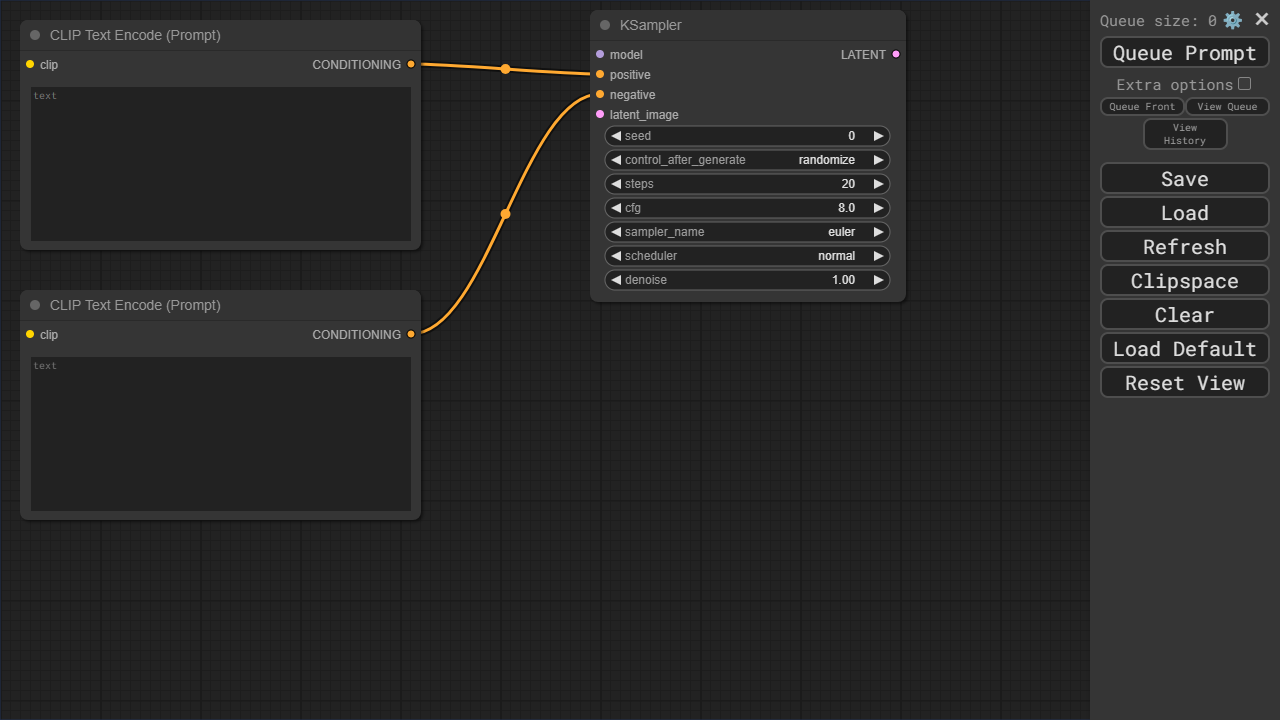 CLIP Text Encode (Prompt)
clip
CONDITIONING
text
CLIP Text Encode (Prompt)
clip
CONDITIONING
text
KSampler
model
LATENT
positive
negative
latent_image
seed 0
control_after_generate randomize
steps 20
cfg 8.0
sampler_name euler
scheduler normal
denoise 1.00
Queue size: 0
Queue Prompt
Extra options
Queue Front
View Queue
View
History
Save
Load
Refresh
Clipspace
Clear
Load Default
Reset View